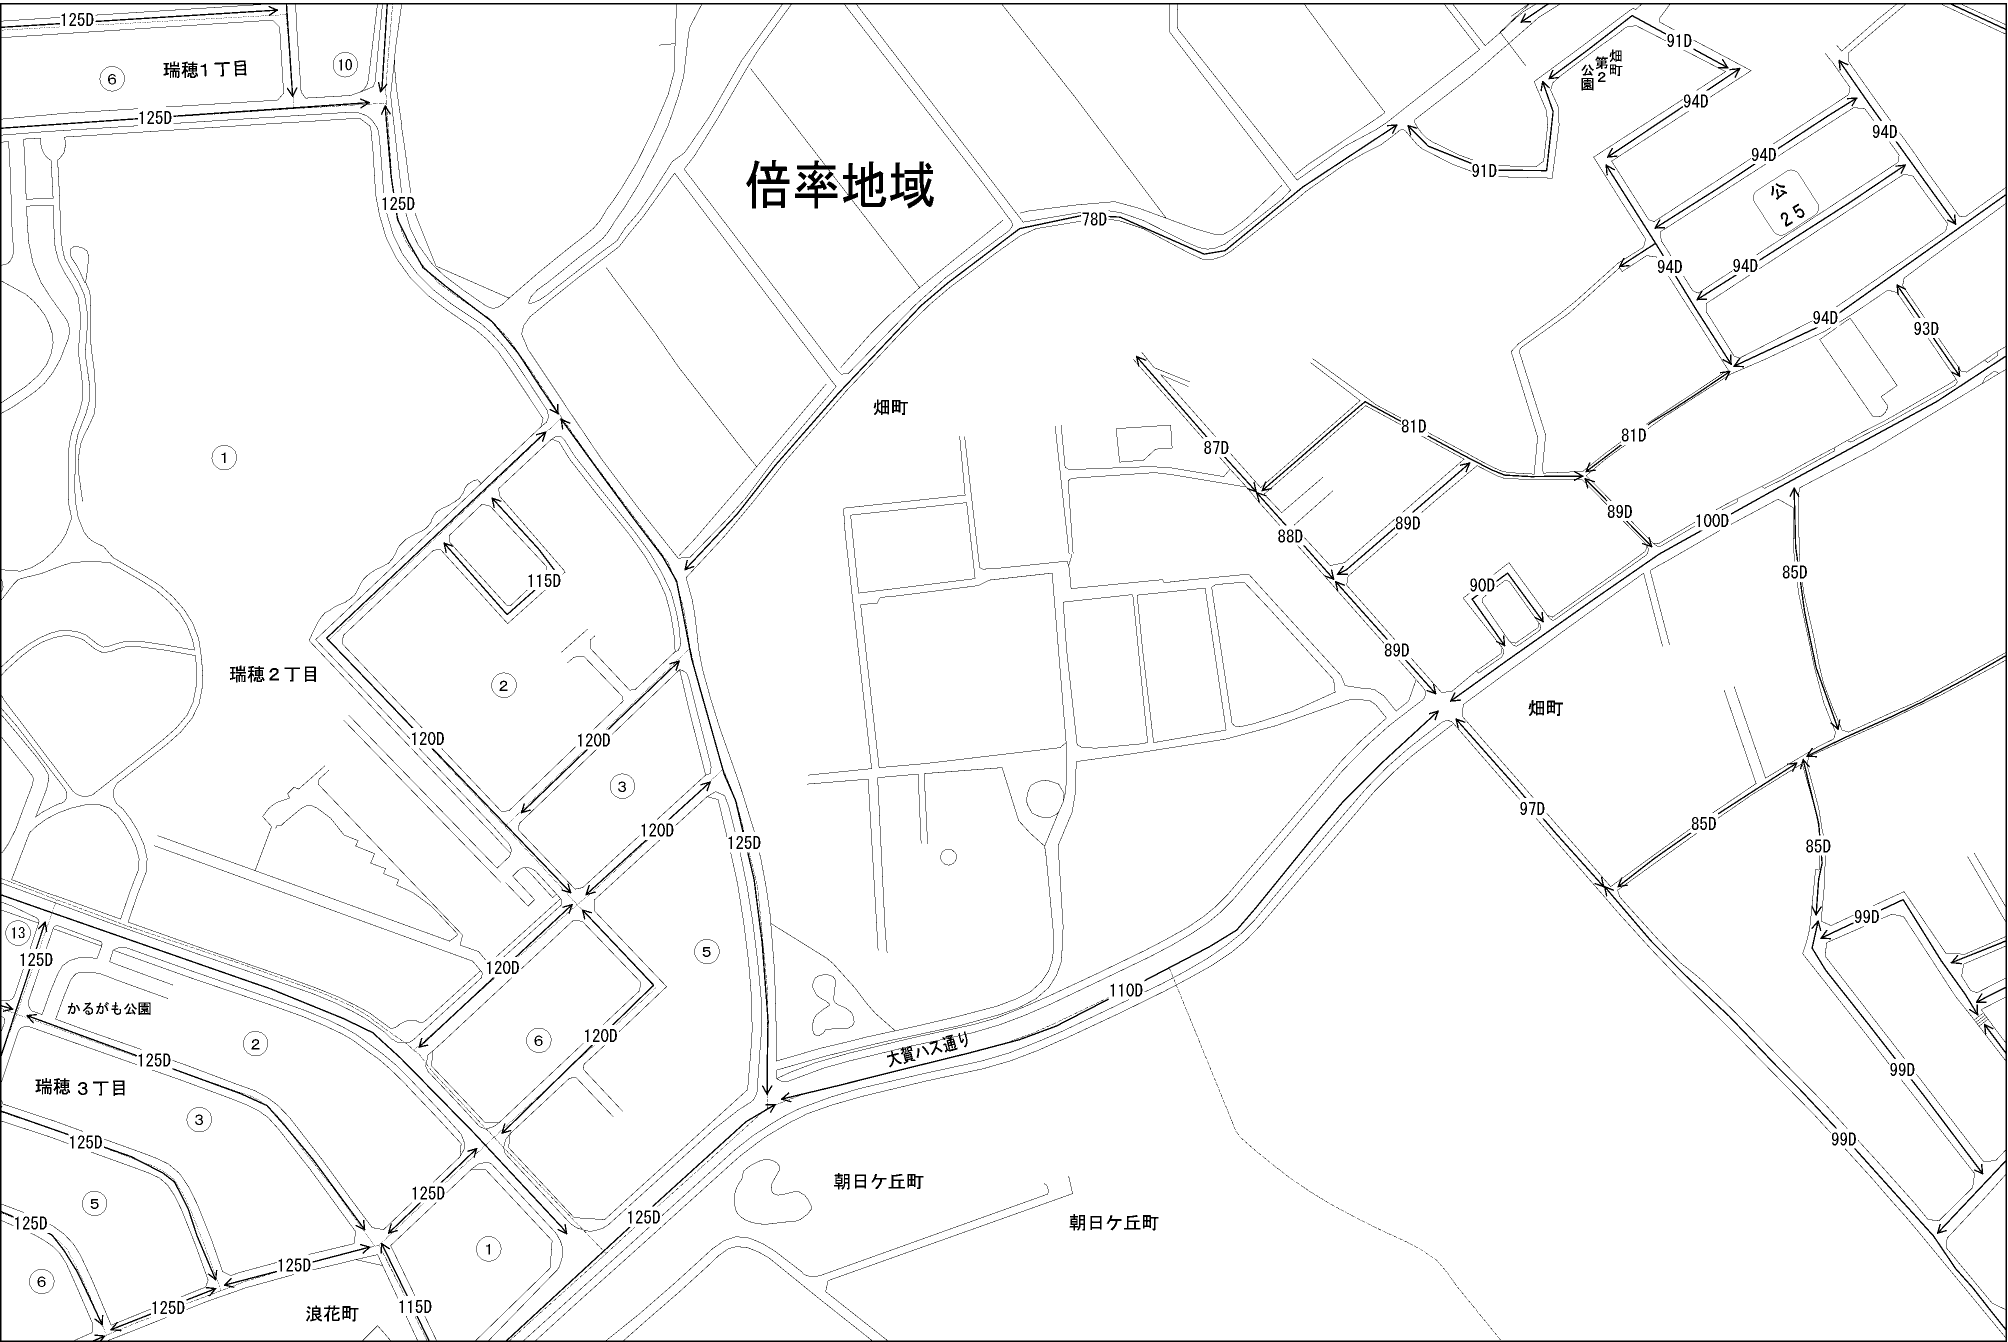 125D
⑥
瑞穂1丁目
⑩
91D
畑町
第2
公園
125D
94D
94D
94D
91D
倍率地域
公
25
125D
78D
94D
94D
94D
93D
畑町
81D
81D
87D
①
89D
88D
89D
100D
115D
90D
85D
89D
瑞穂2丁目
②
畑町
120D
120D
③
97D
120D
125D
85D
85D
99D
⑬
125D
⑤
120D
110D
かるがも公園
②
⑥
120D
大賀ハス通り
125D
99D
瑞穂3丁目
③
125D
99D
朝日ケ丘町
125D
⑤
125D
125D
朝日ケ丘町
①
125D
⑥
125D
浪花町
115D